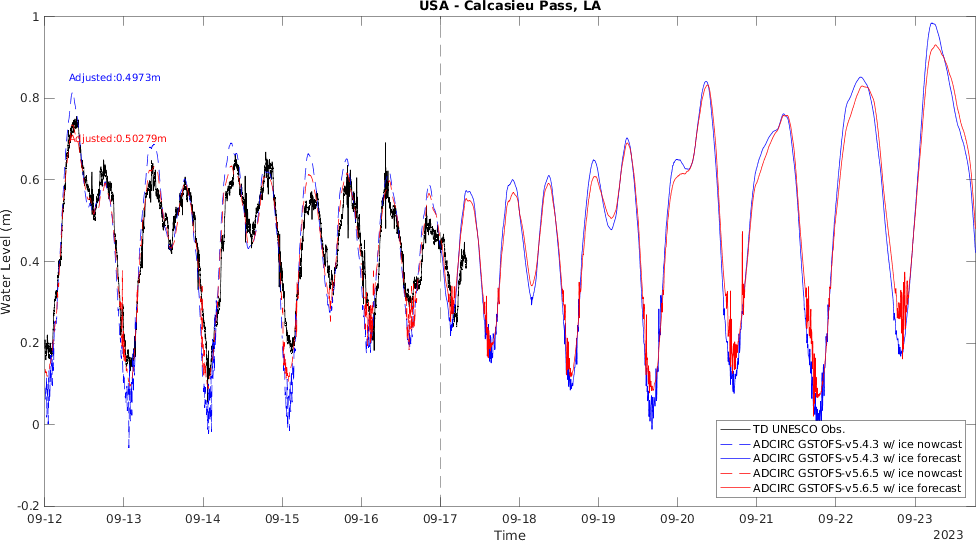 USA - Calcasieu Pass, LA
1
0.8
0.6
0.4
0.2
0
-0.2
Water Level (m)
Adjusted:0.4973m
Adjusted:0.50279m
TD UNESCO Obs.
ADCIRC GSTOFS-v5.4.3 w/ ice nowcast
ADCIRC GSTOFS-v5.4.3 w/ ice forecast
ADCIRC GSTOFS-v5.6.5 w/ ice nowcast
ADCIRC GSTOFS-v5.6.5 w/ ice forecast
09-12 09-13 09-14 09-15 09-16 09-17 09-18 09-19 09-20 09-21 09-22 09-23
Time
2023